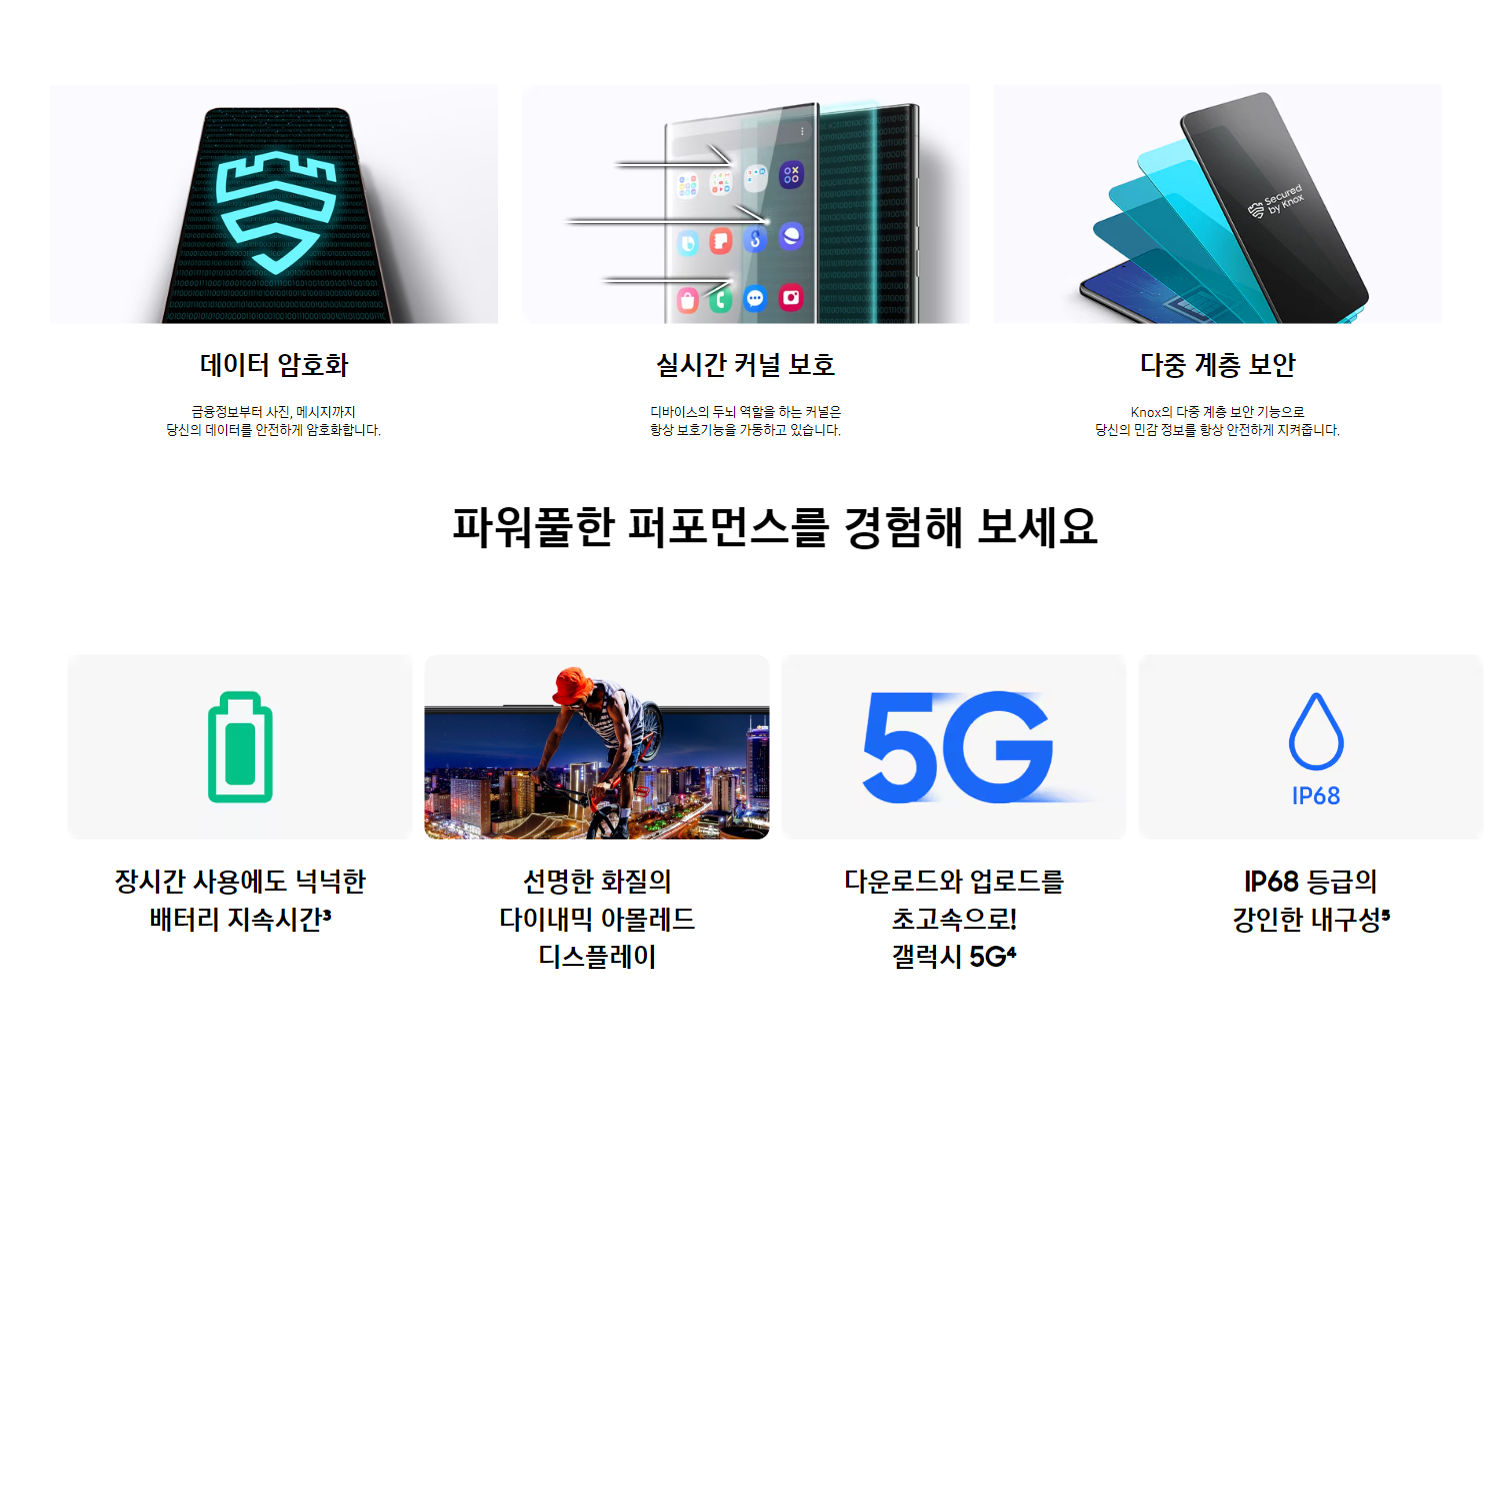 Secured
by Knox
데이터 암호화
실시간 커널 보호
다중 계층 보안
금융정보부터 사진, 메시지까지
당신의 데이터를 안전하게 암호화합니다.
디바이스의 두뇌 역할을 하는 커널은
항상 보호기능을 가동하고 있습니다.
Knox의 다중 계층 보안 기능으로
당신의 민감 정보를 항상 안전하게 지켜줍니다.
파워풀한 퍼포먼스를 경험해 보세요
5G
IP68
장시간 사용에도 넉넉한
배터리 지속시간³
선명한 화질의
다이내믹 아몰레드
디스플레이
다운로드와 업로드를
초고속으로!
갤럭시 5G⁴
IP68 등급의
강인한 내구성⁵